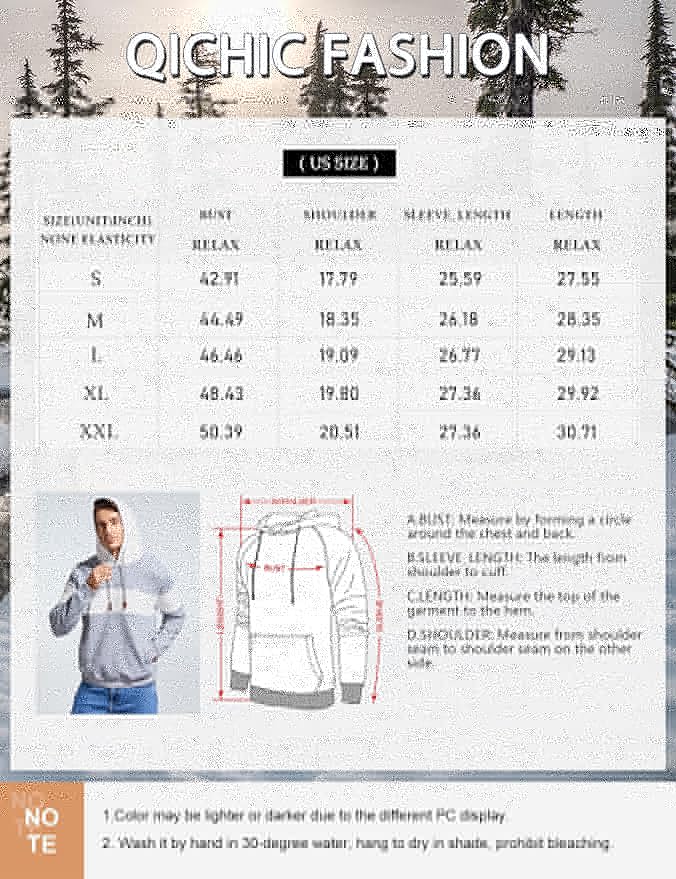 QICHIC FASHION
( US SIZE )
SIZE(UNIT:INCH) BUST SHOULDER SLEEVE LENGTH LENGTH
NONE ELASTICITY RELAX RELAX RELAX RELAX
S 42.91 17.79 25.59 27.55
M 44.49 18.35 26.18 28.35
L 46.46 19.09 26.77 29.13
XL 48.43 19.80 27.36 29.92
XXL 50.39 20.51 27.36 30.71
SHOULDER
BUST
LENGTH
A.BUST: Measure by forming a circle
around the chest and back.
B.SLEEVE LENGTH: The length from
shoulder to cuff.
C.LENGTH: Measure the top of the
garment to the hem.
D.SHOULDER: Measure from shoulder
seam to shoulder seam on the other
side.
NO
TE
1.Color may be lighter or darker due to the different PC display.
2. Wash it by hand in 30-degree water, hang to dry in shade, prohibit bleaching.